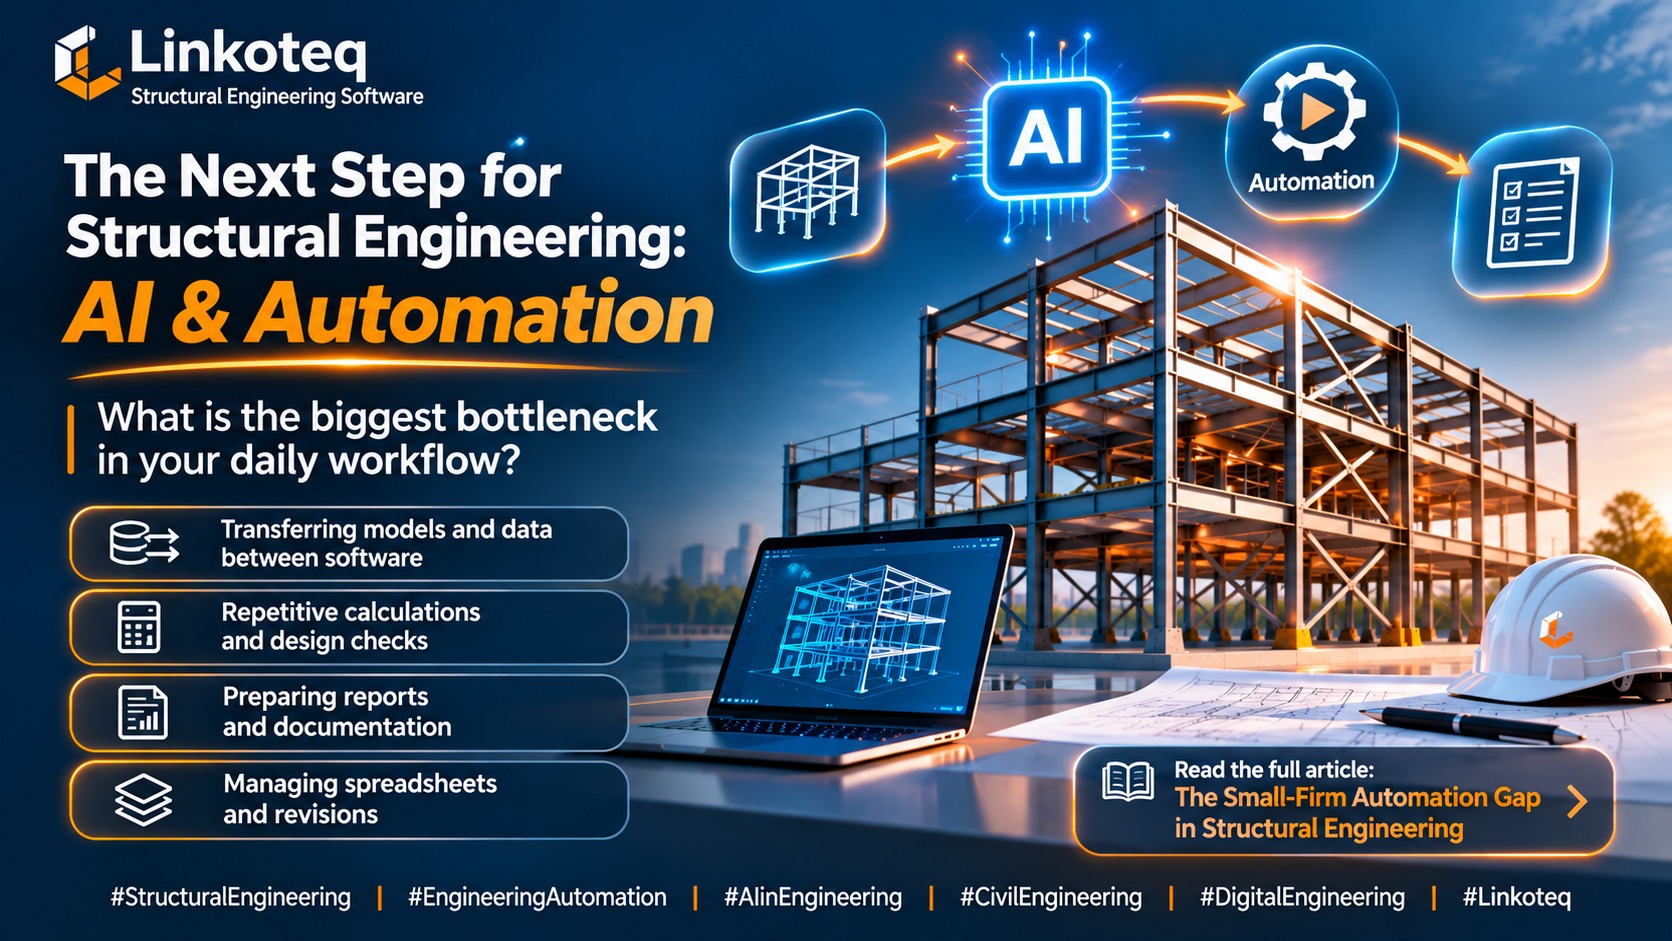 Linkoteq
Structural Engineering Software
The Next Step for
Structural Engineering:
AI & Automation
What is the biggest bottleneck
in your daily workflow?
Transferring models and data
between software
Repetitive calculations
and design checks
Preparing reports
and documentation
Managing spreadsheets
and revisions
AI
Automation
Read the full article:
The Small-Firm Automation Gap
in Structural Engineering
#StructuralEngineering | #EngineeringAutomation | #AIinEngineering | #CivilEngineering | #DigitalEngineering | #Linkoteq